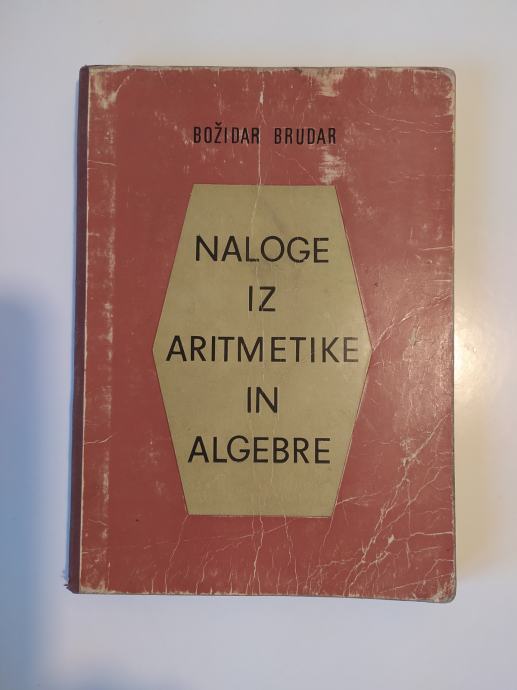 BOŽIDAR BRUDAR
NALOGE
IZ
ARITMETIKE
IN
ALGEBRE